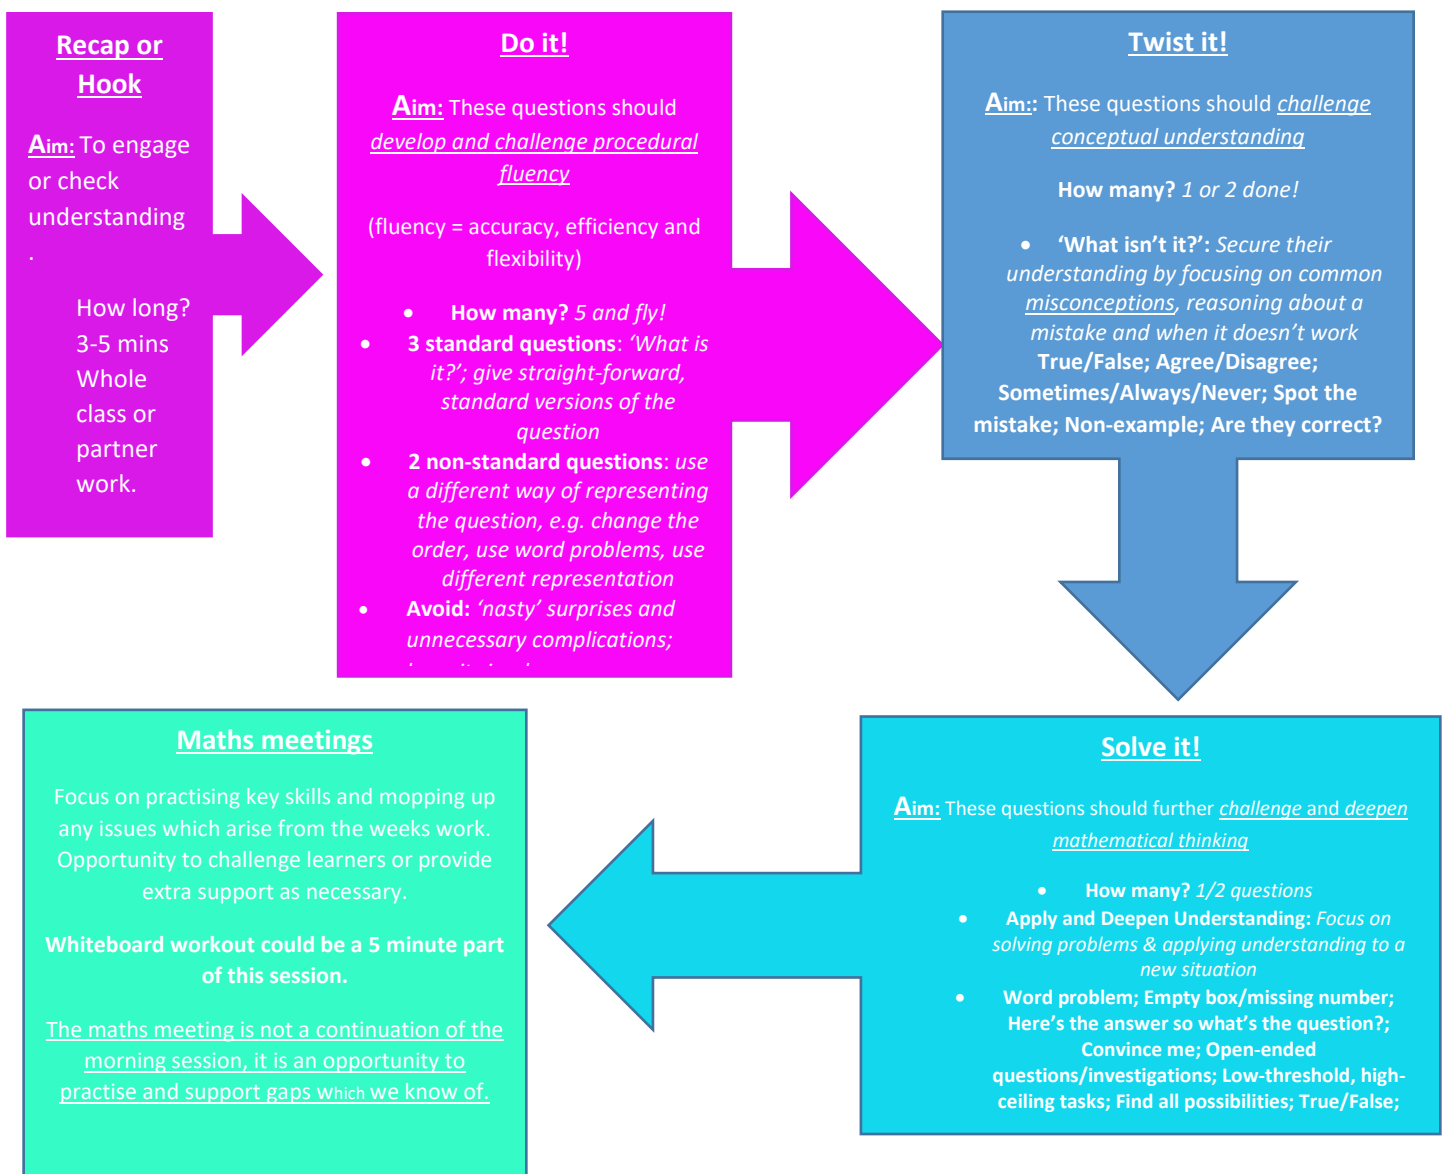 Recap or
Hook
Aim: To engage
or check
understanding
.
How long?
3-5 mins
Whole
class or
partner
work.
Do it!
Aim: These questions should
develop and challenge procedural
fluency
(fluency = accuracy, efficiency and
flexibility)
• How many? 5 and fly!
• 3 standard questions: ‘What is
it?’; give straight-forward,
standard versions of the
question
• 2 non-standard questions: use
a different way of representing
the question, e.g. change the
order, use word problems, use
different representation
• Avoid: ‘nasty’ surprises and
unnecessary complications;
Twist it!
Aim:: These questions should challenge
conceptual understanding
How many? 1 or 2 done!
• ‘What isn’t it?’: Secure their
understanding by focusing on common
misconceptions, reasoning about a
mistake and when it doesn’t work
True/False; Agree/Disagree;
Sometimes/Always/Never; Spot the
mistake; Non-example; Are they correct?
Solve it!
Aim: These questions should further challenge and deepen
mathematical thinking
• How many? 1/2 questions
• Apply and Deepen Understanding: Focus on
solving problems & applying understanding to a
new situation
• Word problem; Empty box/missing number;
Here’s the answer so what’s the question?;
Convince me; Open-ended
questions/investigations; Low-threshold, high-
ceiling tasks; Find all possibilities; True/False;
Maths meetings
Focus on practising key skills and mopping up
any issues which arise from the weeks work.
Opportunity to challenge learners or provide
extra support as necessary.
Whiteboard workout could be a 5 minute part
of this session.
The maths meeting is not a continuation of the
morning session, it is an opportunity to
practise and support gaps which we know of.